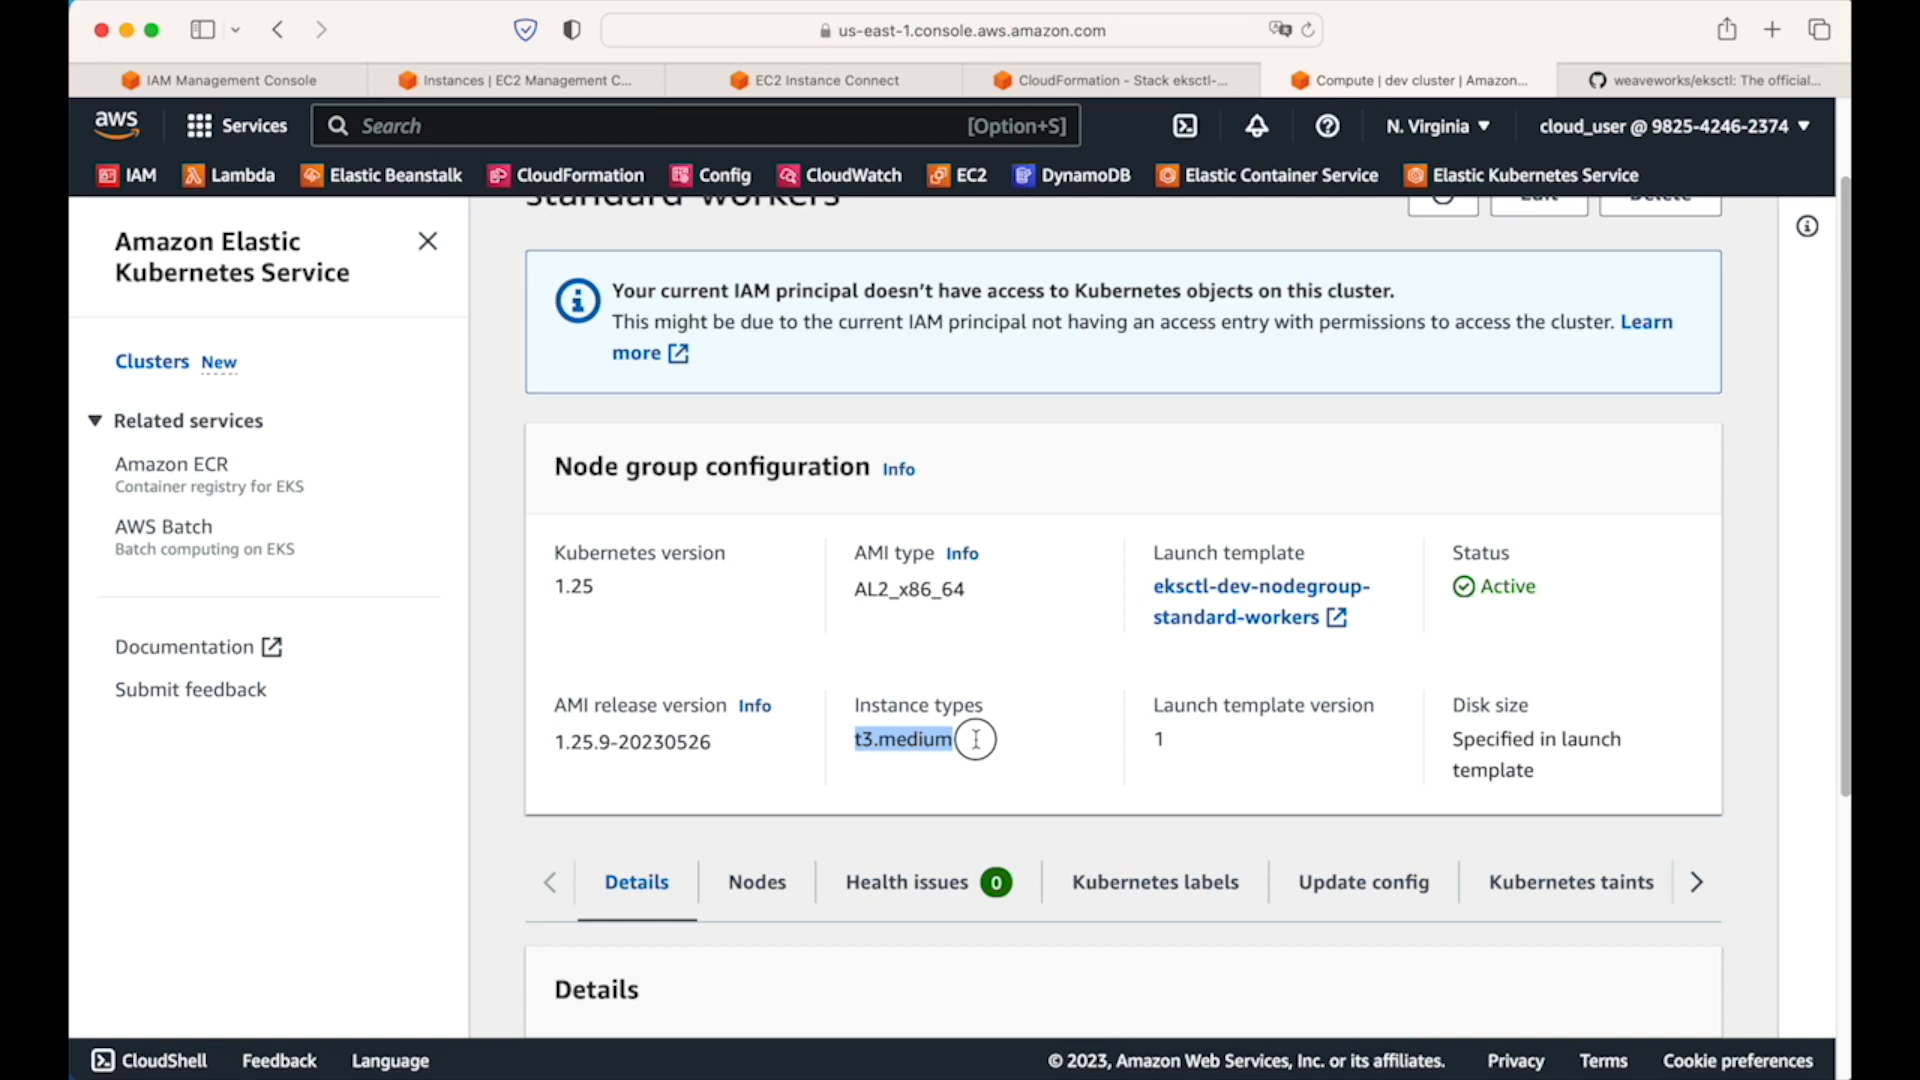 us-east-1.console.aws.amazon.com
IAM Management Console
Instances | EC2 Management C...
EC2 Instance Connect
CloudFormation - Stack eksctl-...
Compute | dev cluster | Amazon...
weaveworks/eksctl: The official...
aws
Services
Search
[Option+S]
N. Virginia
cloud_user @ 9825-4246-2374
IAM
Lambda
Elastic Beanstalk
CloudFormation
Config
CloudWatch
EC2
DynamoDB
Elastic Container Service
Elastic Kubernetes Service
Amazon Elastic
Kubernetes Service
Clusters New
Related services
Amazon ECR
Container registry for EKS
AWS Batch
Batch computing on EKS
Documentation
Submit feedback
standard-workers
Edit
Delete
Your current IAM principal doesn't have access to Kubernetes objects on this cluster.
This might be due to the current IAM principal not having an access entry with permissions to access the cluster. Learn
more
Node group configuration Info
Kubernetes version
1.25
AMI type Info
AL2_x86_64
Launch template
eksctl-dev-nodegroup-
standard-workers
Status
Active
AMI release version Info
1.25.9-20230526
Instance types
t3.medium
Launch template version
1
Disk size
Specified in launch
template
Details
Nodes
Health issues 0
Kubernetes labels
Update config
Kubernetes taints
Details
CloudShell
Feedback
Language
© 2023, Amazon Web Services, Inc. or its affiliates.
Privacy
Terms
Cookie preferences